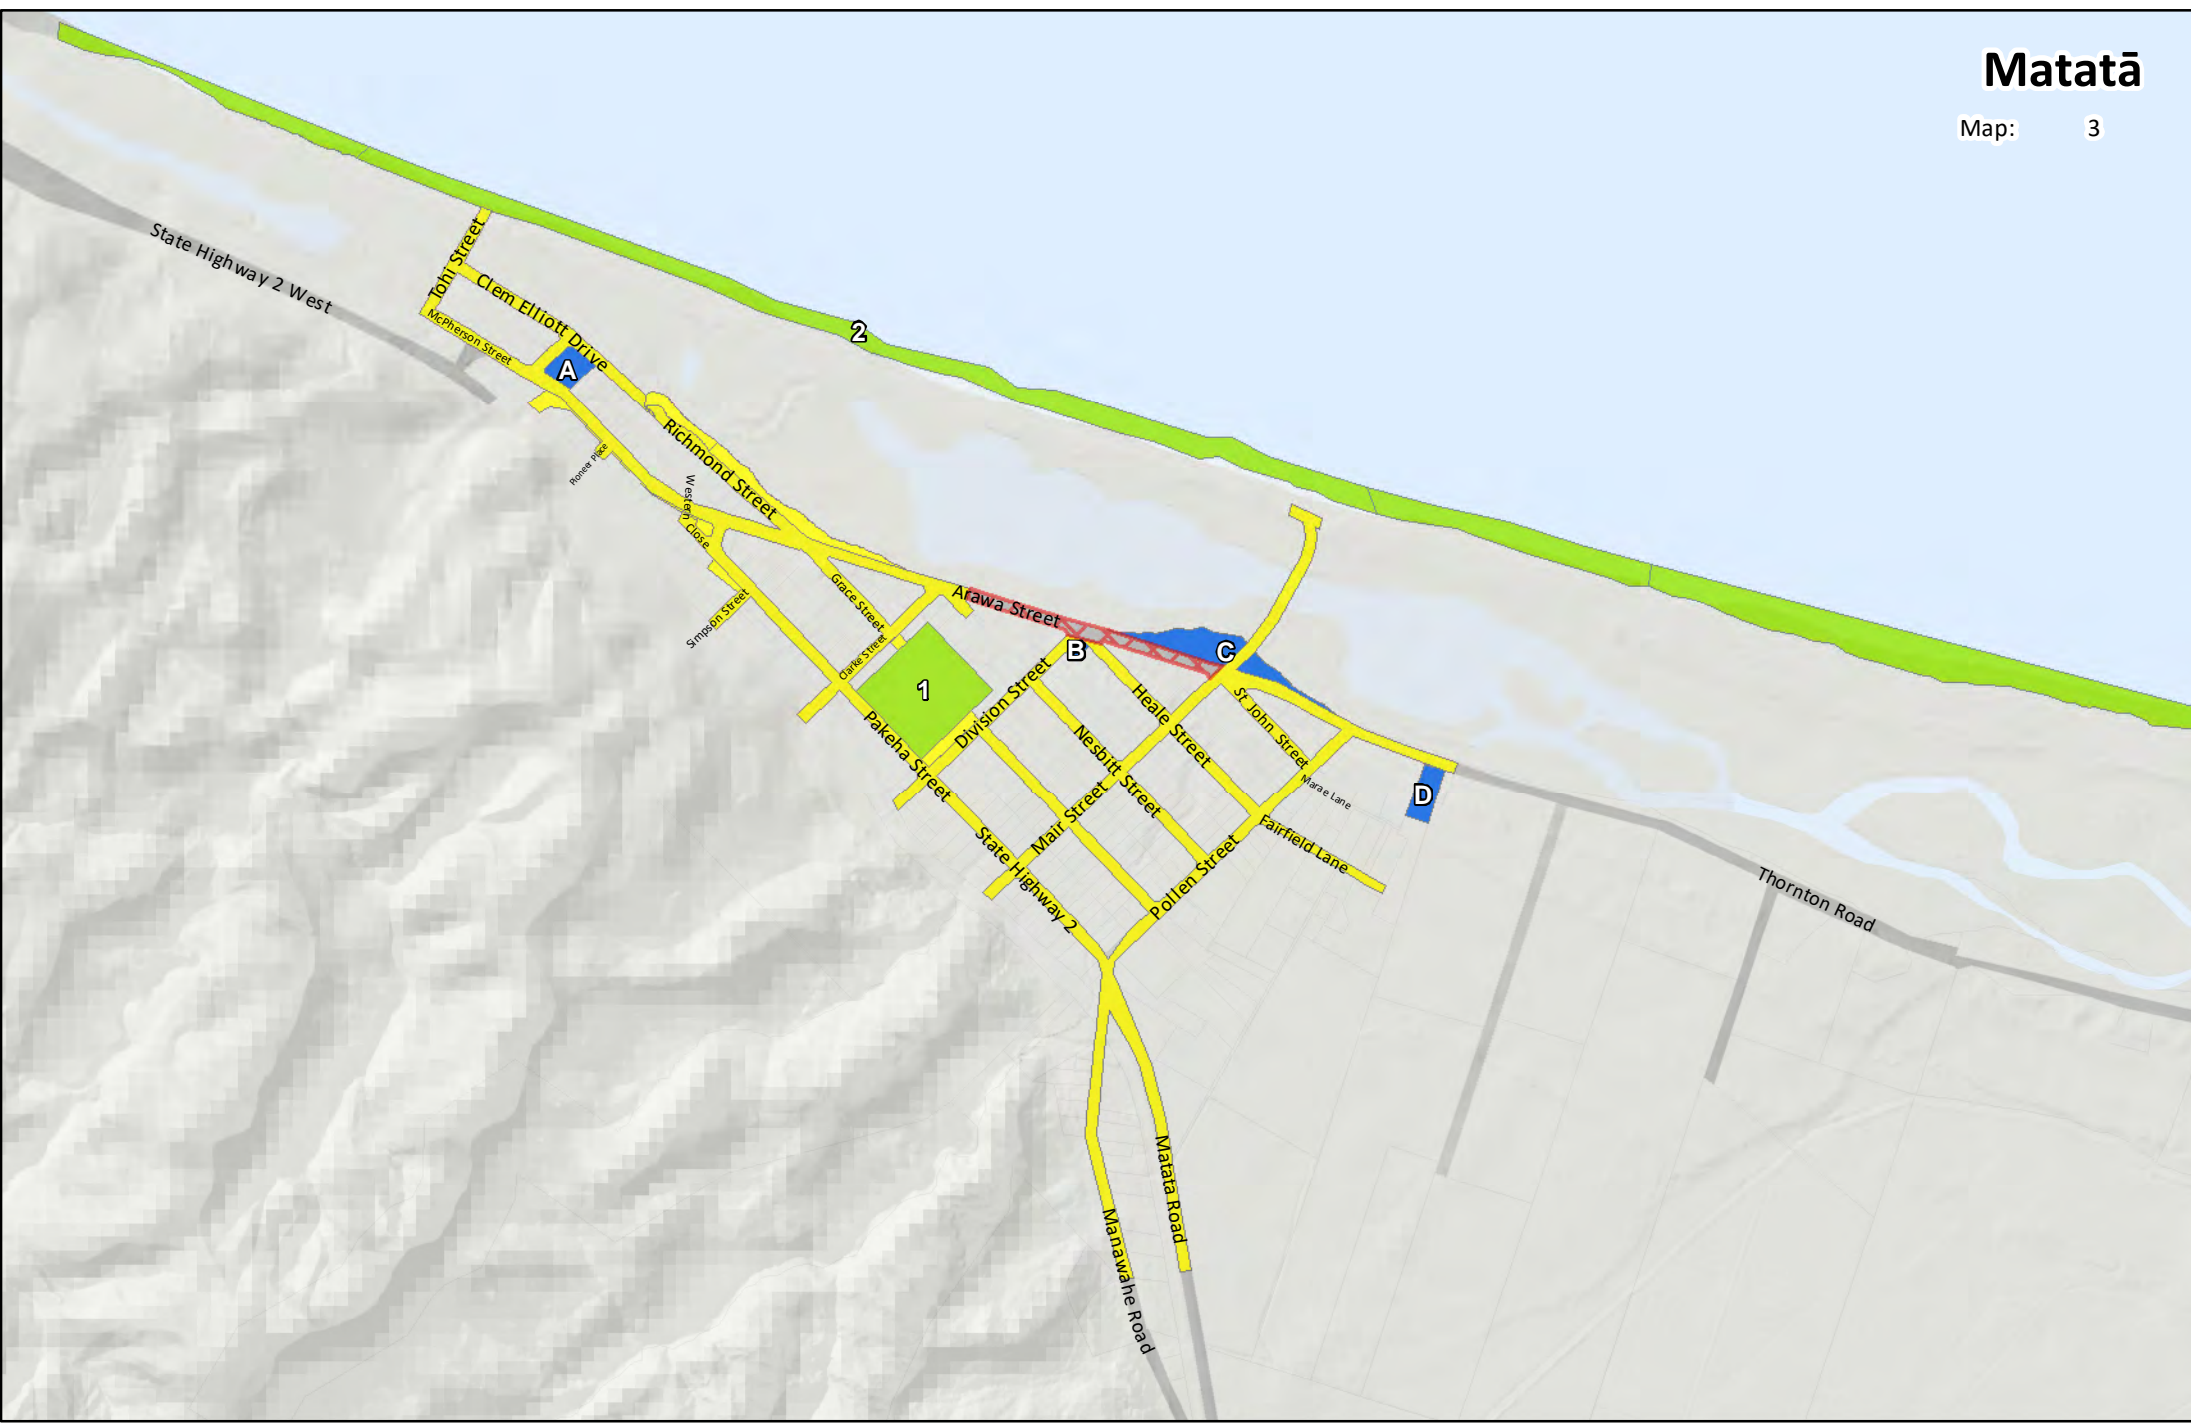 Matatā
Map: 3
State Highway 2 West
Tohi Street
Clem Elliott Drive
McPherson Street
2
A
Richmond Street
Pioneer Place
Western Close
Simpson Street
Grace Street
Clarke Street
Arawa Street
B
C
1
Division Street
Heale Street
St John Street
Pakeha Street
Nesbitt Street
Marae Lane
D
Mair Street
Fairfield Lane
State Highway 2
Pollen Street
Thornton Road
Matata Road
Manawahe Road